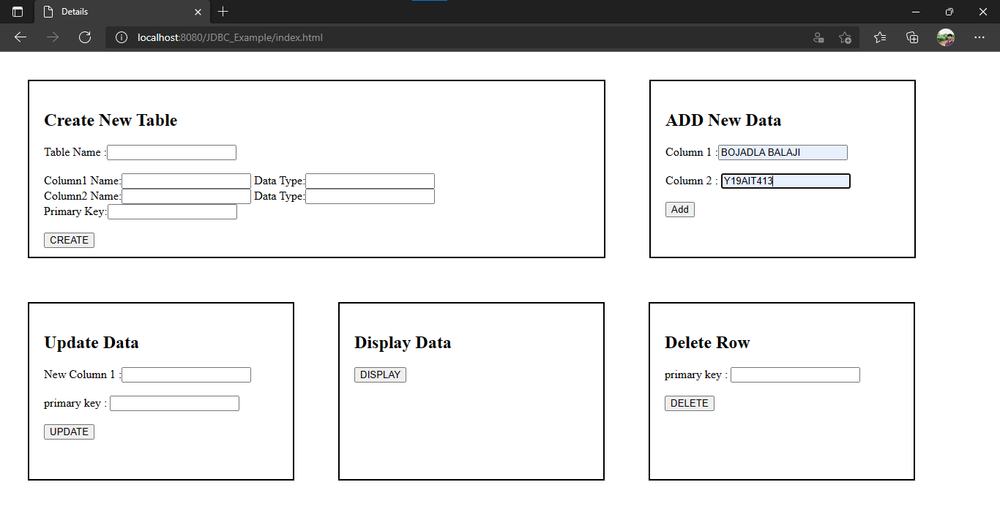 Details
localhost:8080/JDBC_Example/index.html
Create New Table
Table Name :
Column1 Name: Data Type:
Column2 Name: Data Type:
Primary Key:
CREATE
ADD New Data
Column 1 :BOJADLA BALAJI
Column 2 : Y19AIT413
Add
Update Data
New Column 1 :
primary key :
UPDATE
Display Data
DISPLAY
Delete Row
primary key :
DELETE